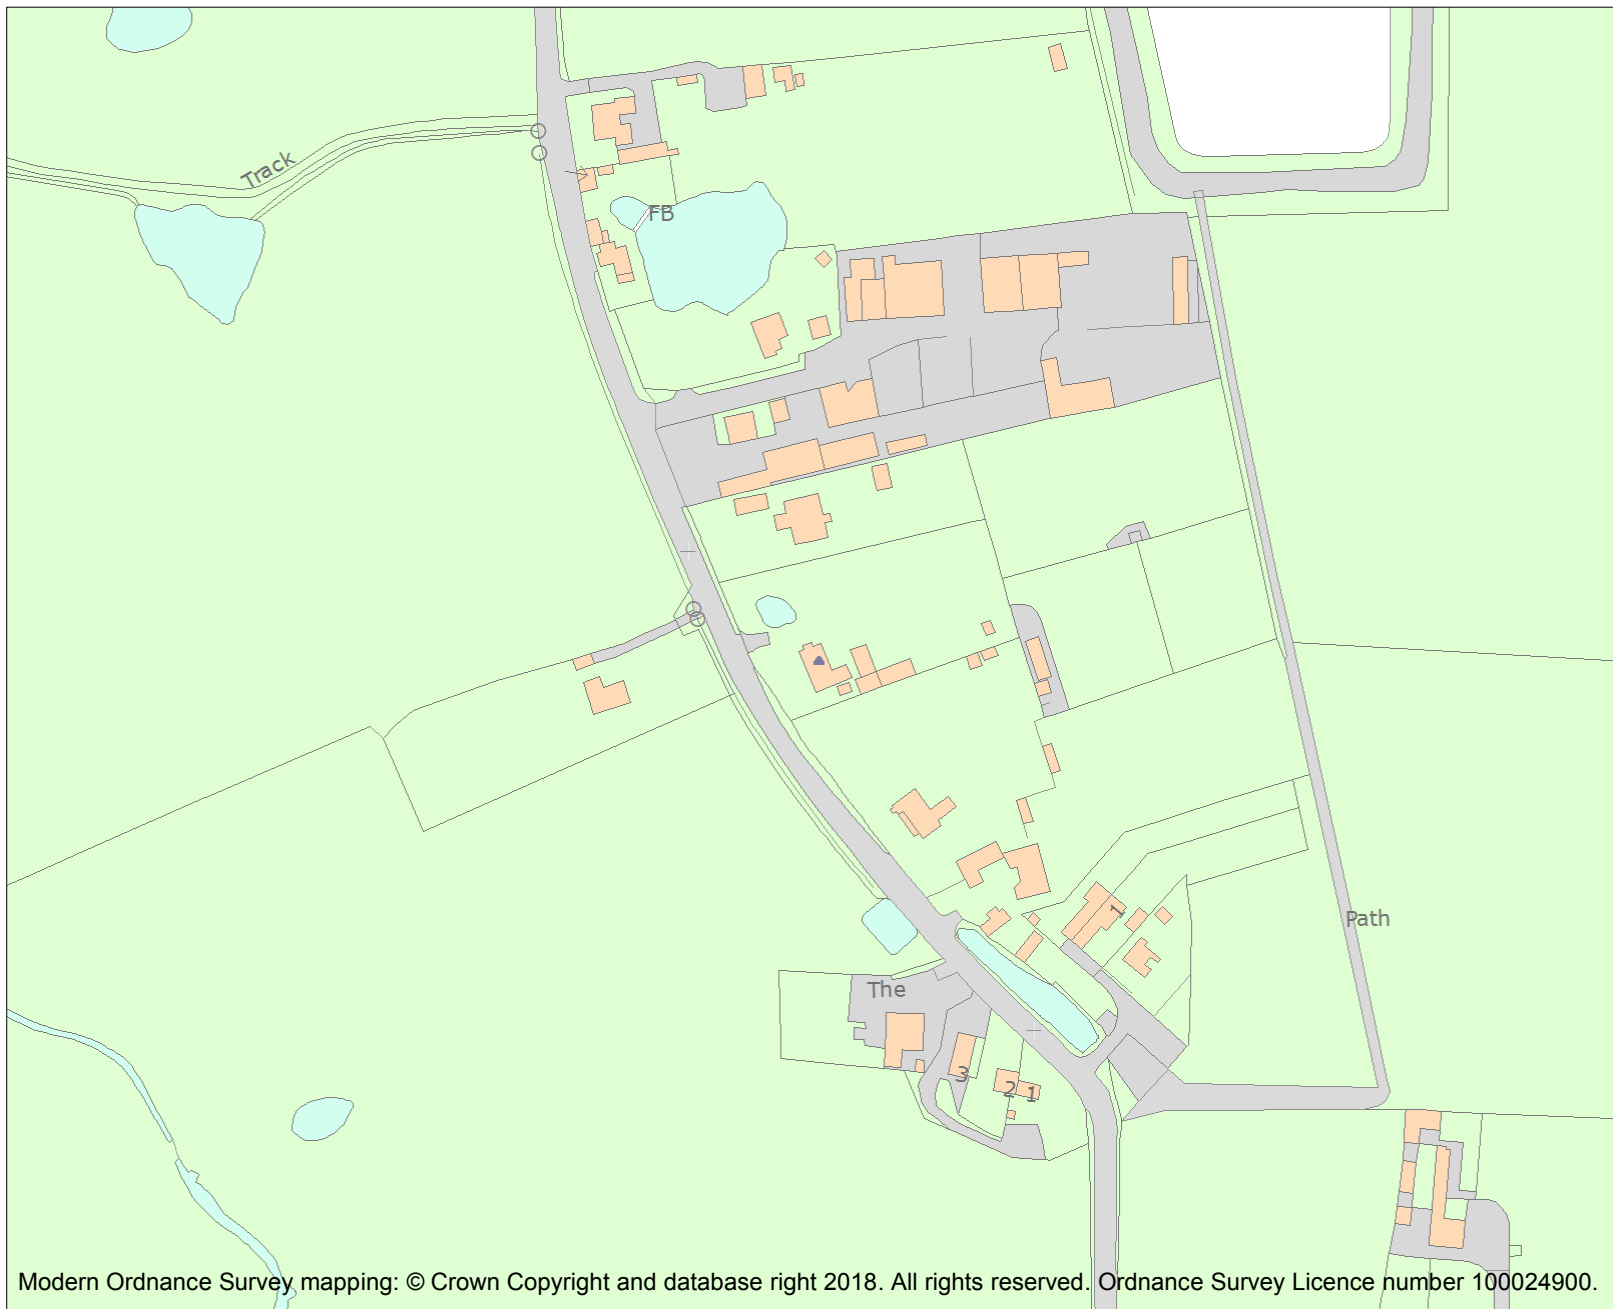 Track
FB
1
Path
The
3
2
1
Modern Ordnance Survey mapping: © Crown Copyright and database right 2018. All rights reserved. Ordnance Survey Licence number 100024900.